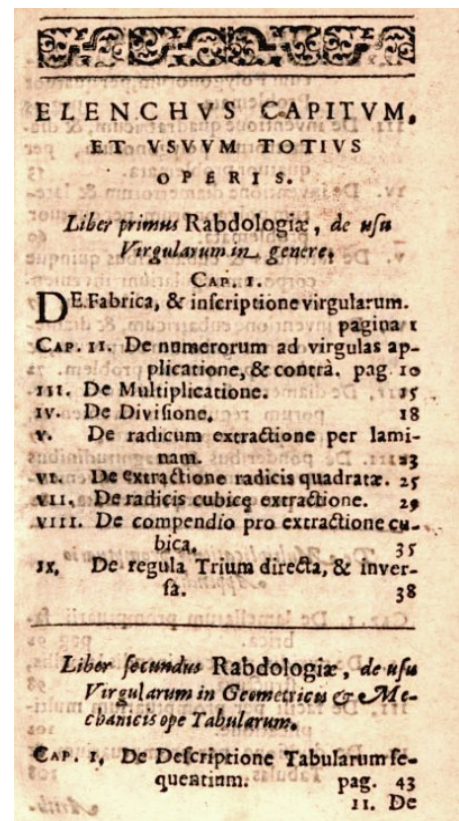 ELENCHVS CAPITVM,
ET VSVVM TOTIVS
OPERIS.
Liber primus Rabdologiæ, de usu
Virgularum in genere.
CAP. I.
DE Fabrica, & inscriptione virgularum.
pagina 1
CAP. II. De numerorum ad virgulas ap-
plicatione, & contrà. pag. 10
III. De Multiplicatione. 15
IV. De Divisione. 18
V. De radicum extractione per lami-
nam. 23
VI. De extractione radicis quadratæ. 25
VII. De radicis cubicę extractione. 29
VIII. De compendio pro extractione cu-
bica. 35
IX. De regula Trium directa, & inver-
sa. 38
Liber secundus Rabdologiæ, de usu
Virgularum in Geometricis & Me-
chanicis ope Tabularum.
CAP. I. De Descriptione Tabularum se-
quentium. pag. 43
II. De